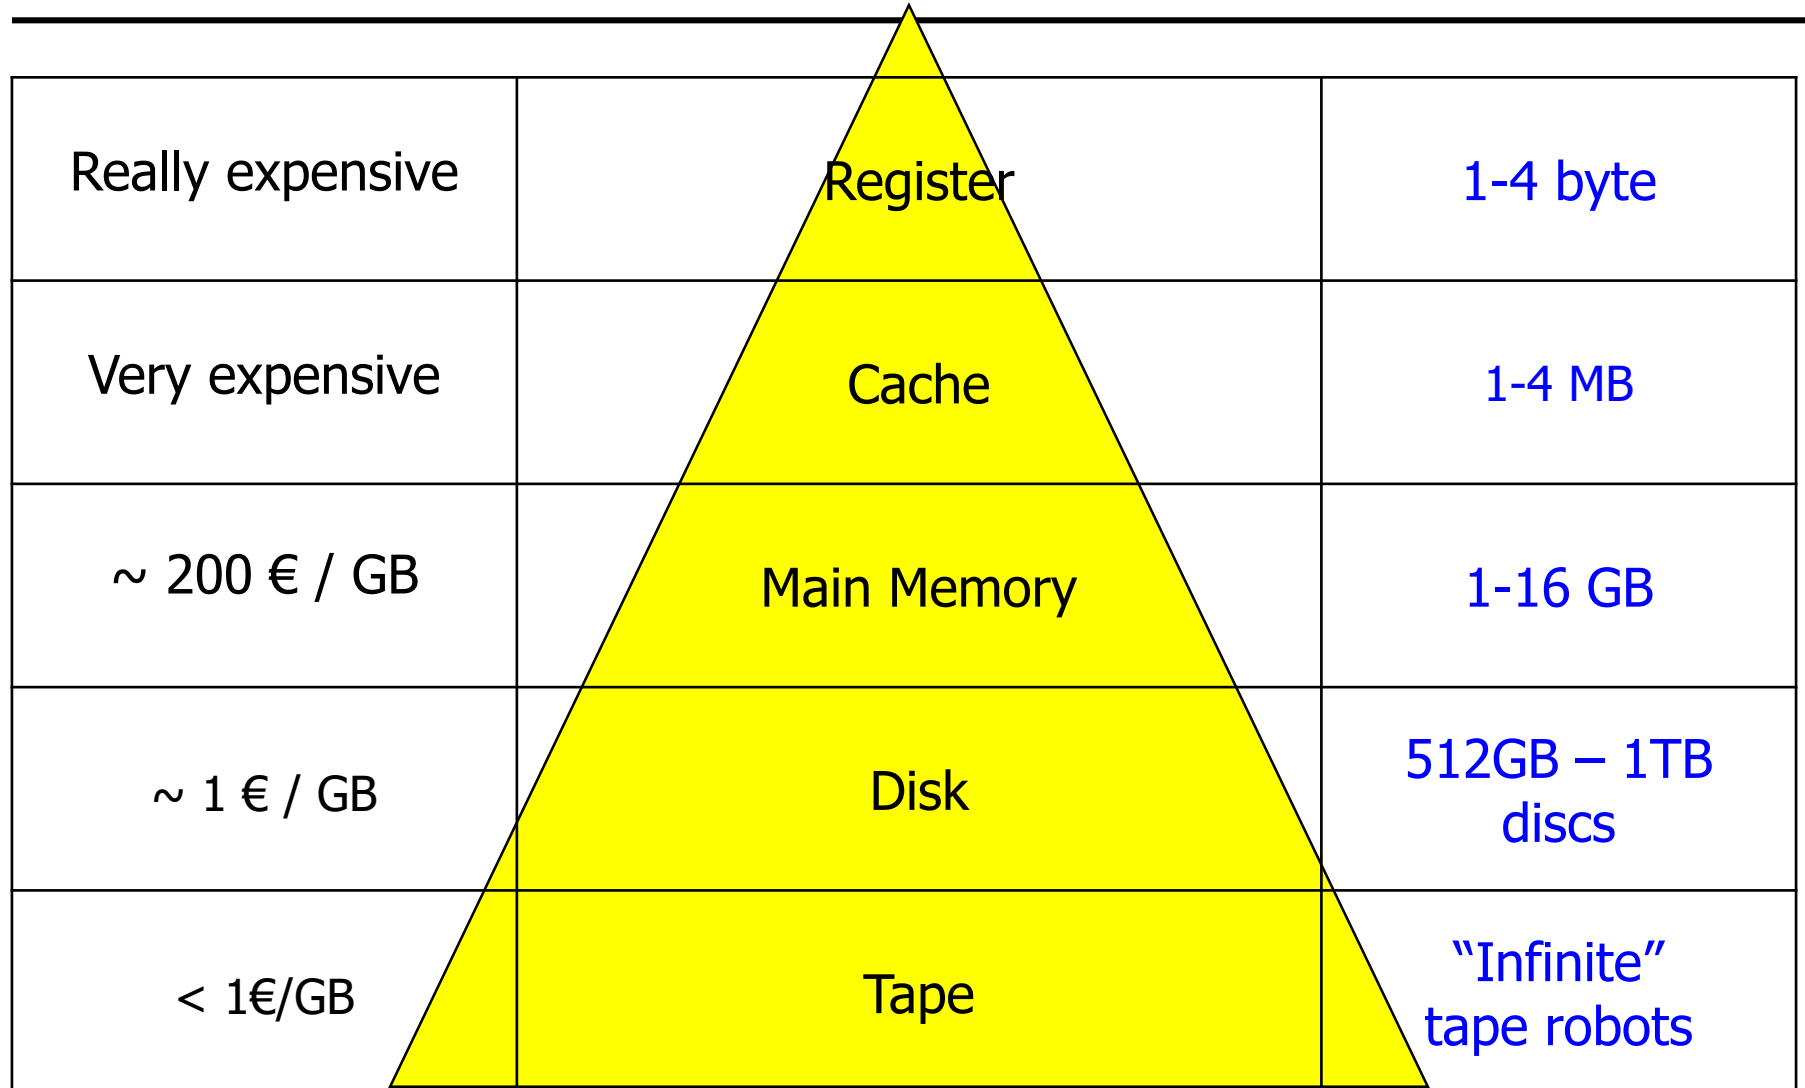 Really expensive
Register
1-4 byte
Very expensive
Cache
1-4 MB
~ 200 € / GB
Main Memory
1-16 GB
~ 1 € / GB
Disk
512GB – 1TB
discs
< 1€/GB
Tape
“Infinite”
tape robots